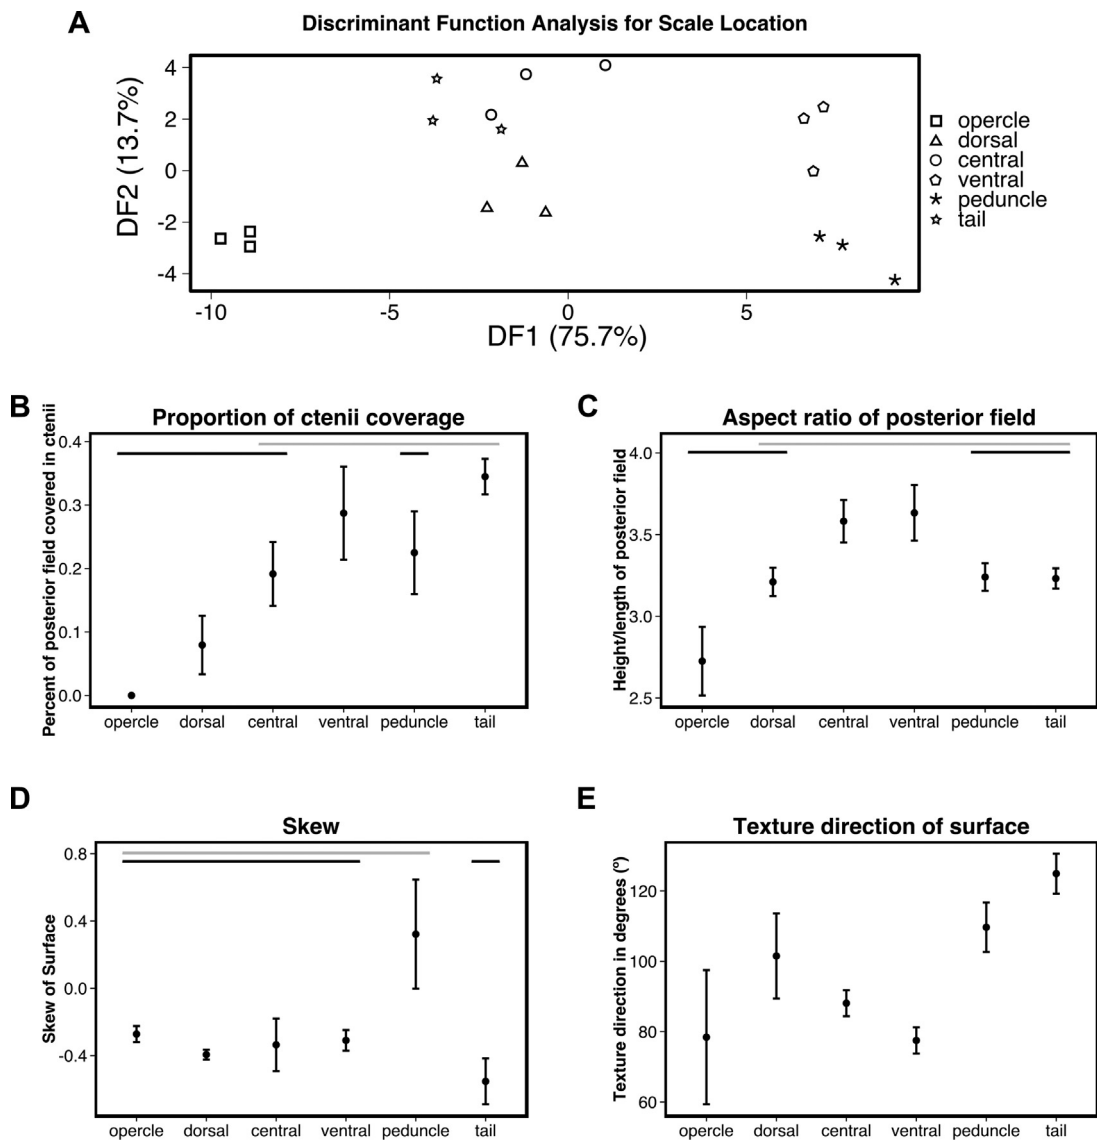 A
Discriminant Function Analysis for Scale Location
DF2 (13.7%)
4
2
0
-2
-4
-10
-5
0
5
DF1 (75.7%)
opercle
dorsal
central
ventral
peduncle
tail
B
Proportion of ctenii coverage
Percent of posterior field covered in ctenii
0.4
0.3
0.2
0.1
0.0
opercle dorsal central ventral peduncle tail
C
Aspect ratio of posterior field
Height/length of posterior field
4.0
3.5
3.0
2.5
opercle dorsal central ventral peduncle tail
D
Skew
Skew of Surface
0.8
0.4
0.0
-0.4
opercle dorsal central ventral peduncle tail
E
Texture direction of surface
Texture direction in degrees (º)
120
100
80
60
opercle dorsal central ventral peduncle tail